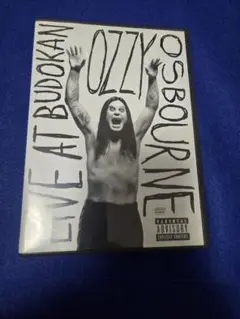 LIVE AT BUDOKAN
OZZY
OSBOURNE
PARENTAL
ADVISORY
EXPLICIT CONTENT